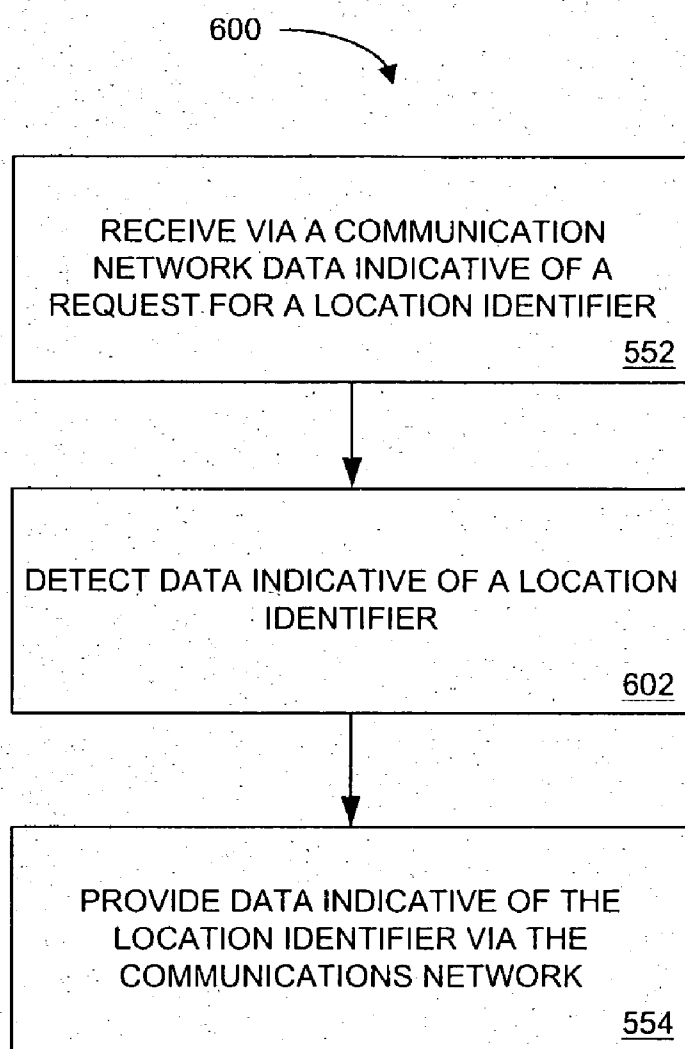 600
RECEIVE VIA A COMMUNICATION
NETWORK DATA INDICATIVE OF A
REQUEST FOR A LOCATION IDENTIFIER
552
DETECT DATA INDICATIVE OF A LOCATION
IDENTIFIER
602
PROVIDE DATA INDICATIVE OF THE
LOCATION IDENTIFIER VIA THE
COMMUNICATIONS NETWORK
554